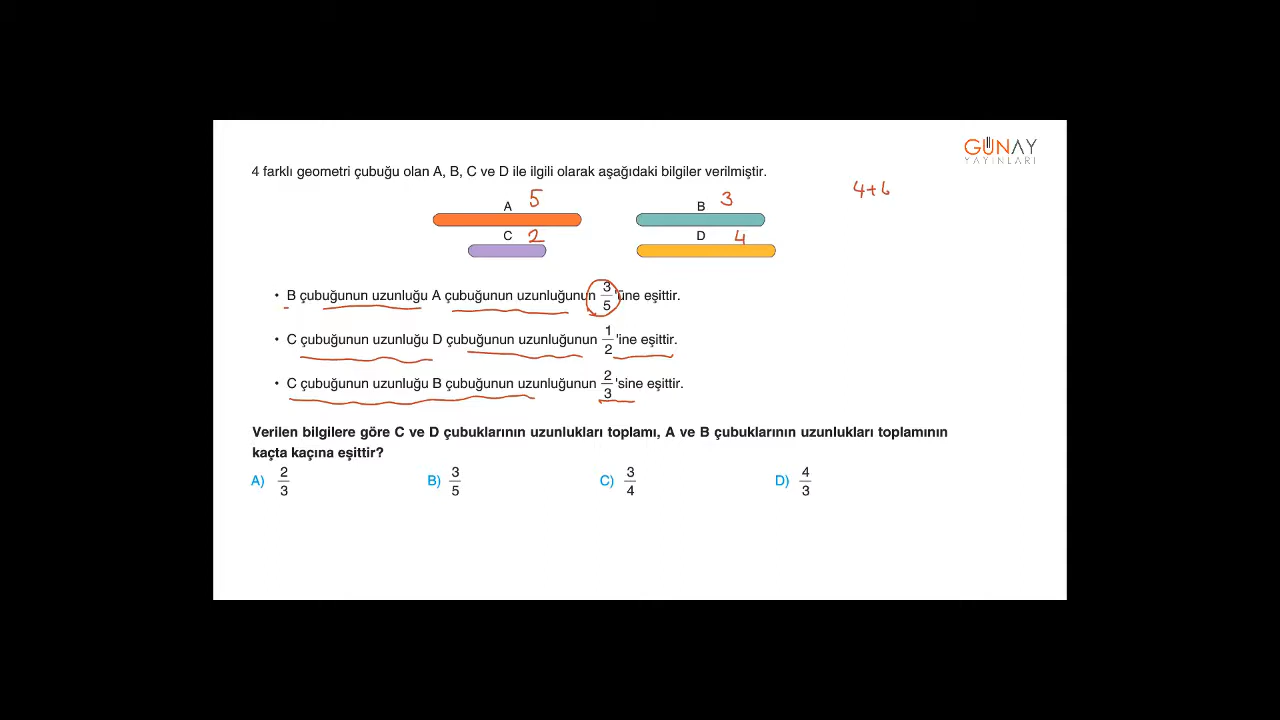 GÜNAY
YAYINLARI
4 farklı geometri çubuğu olan A, B, C ve D ile ilgili olarak aşağıdaki bilgiler verilmiştir.
4+6
A 5 B 3
C 2 D 4
• B çubuğunun uzunluğu A çubuğunun uzunluğunun 3/5 'üne eşittir.
• C çubuğunun uzunluğu D çubuğunun uzunluğunun 1/2 'ine eşittir.
• C çubuğunun uzunluğu B çubuğunun uzunluğunun 2/3 'sine eşittir.
Verilen bilgilere göre C ve D çubuklarının uzunlukları toplamı, A ve B çubuklarının uzunlukları toplamının
kaçta kaçına eşittir?
A) 2/3 B) 3/5 C) 3/4 D) 4/3